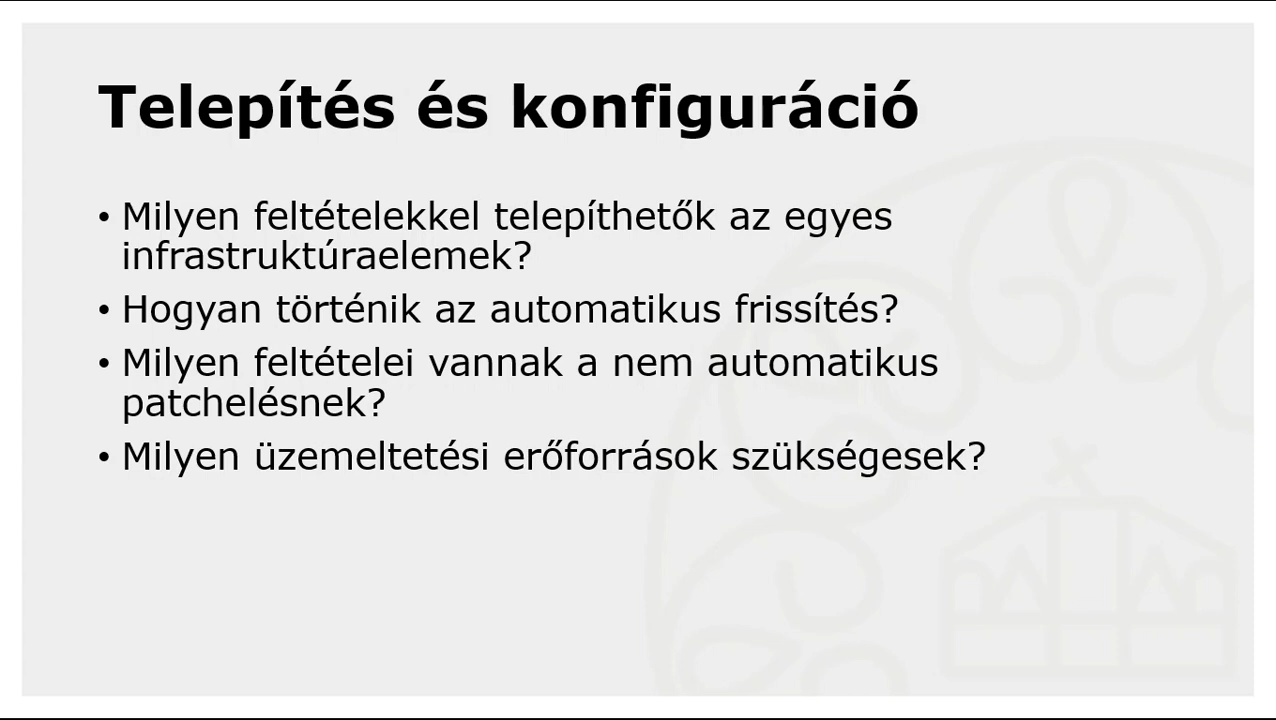 Telepítés és konfiguráció
• Milyen feltételekkel telepíthetők az egyes
infrastruktúraelemek?
• Hogyan történik az automatikus frissítés?
• Milyen feltételei vannak a nem automatikus
patchelésnek?
• Milyen üzemeltetési erőforrások szükségesek?